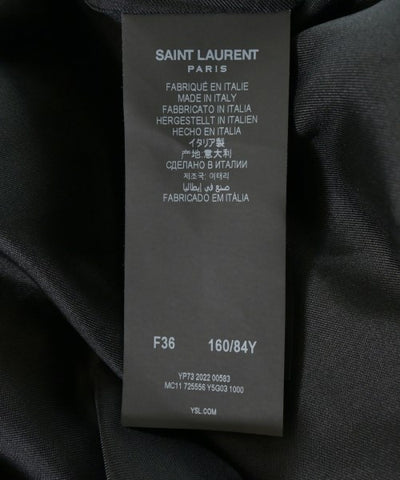 SAINT LAURENT
PARIS
FABRIQUÉ EN ITALIE
MADE IN ITALY
FABBRICATO IN ITALIA
HERGESTELLT IN ITALIEN
HECHO EN ITALIA
イタリア製
产地:意大利
СДЕЛАНО В ИТАЛИИ
제조국: 이태리
صنع في إيطاليا
FABRICADO EM ITÁLIA
F36 160/84Y
YP73 2022 00583
MC11 725556 Y5G03 1000
YSL.COM